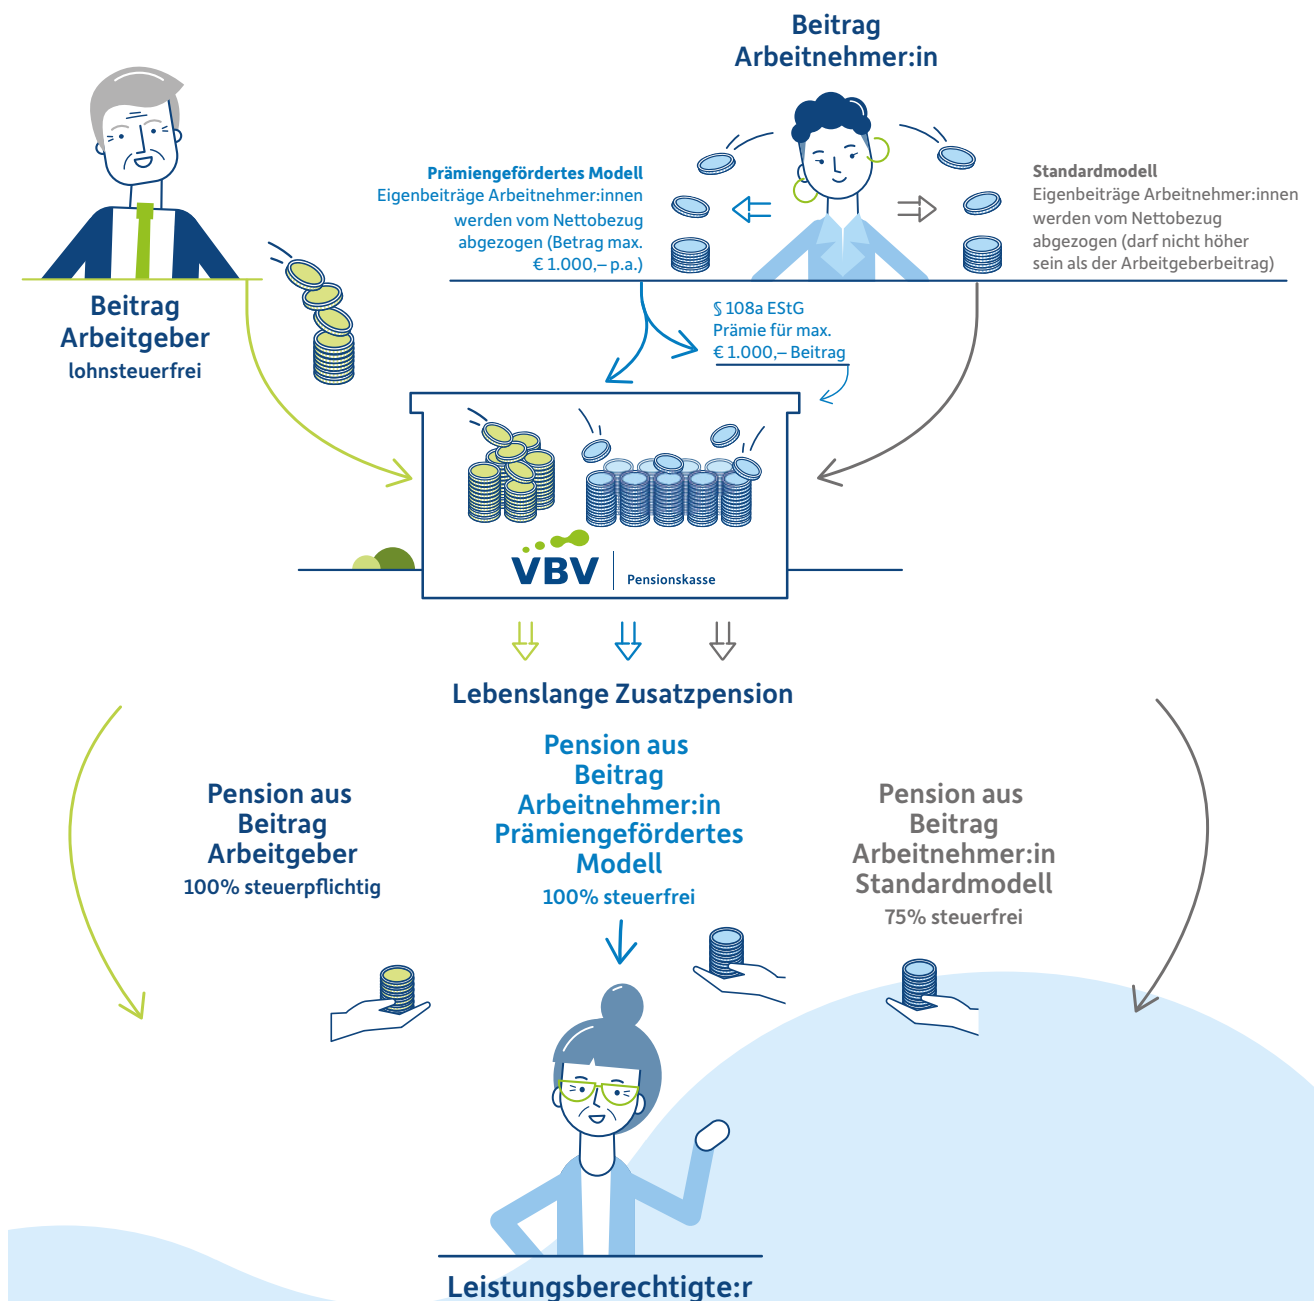 Beitrag
Arbeitnehmer:in
Prämiengefördertes Modell
Eigenbeiträge Arbeitnehmer:innen
werden vom Nettobezug
abgezogen (Betrag max.
€ 1.000,– p.a.)
Standardmodell
Eigenbeiträge Arbeitnehmer:innen
werden vom Nettobezug
abgezogen (darf nicht höher
sein als der Arbeitgeberbeitrag)
Beitrag
Arbeitgeber
lohnsteuerfrei
§ 108a EStG
Prämie für max.
€ 1.000,– Beitrag
VBV
Pensionskasse
Lebenslange Zusatzpension
Pension aus
Beitrag
Arbeitgeber
100% steuerpflichtig
Pension aus
Beitrag
Arbeitnehmer:in
Prämiengefördertes
Modell
100% steuerfrei
Pension aus
Beitrag
Arbeitnehmer:in
Standardmodell
75% steuerfrei
Leistungsberechtigte:r